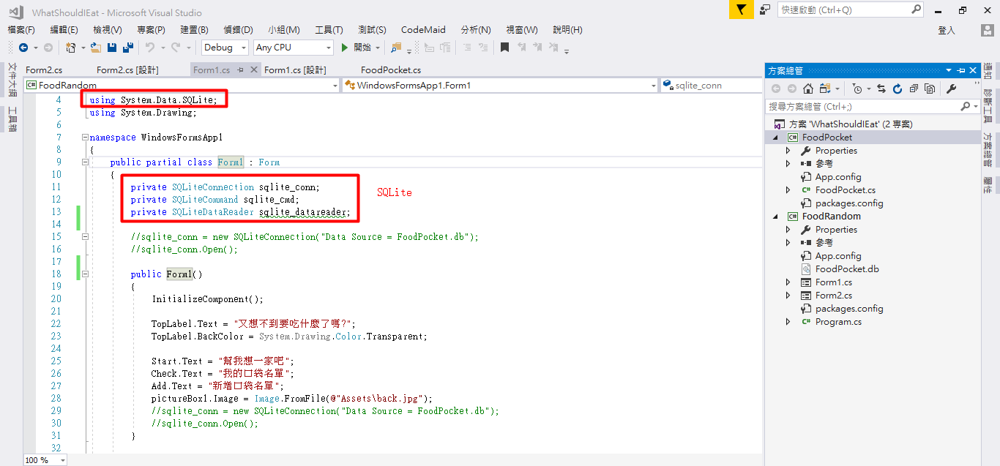 WhatShouldIEat - Microsoft Visual Studio
快速啟動 (Ctrl+Q)
檔案(F) 編輯(E) 檢視(V) 專案(P) 建置(B) 偵錯(D) 小組(M) 工具(T) 測試(S) CodeMaid 分析(N) 視窗(W) 說明(H)
登入
Debug Any CPU 開始
文件大綱
工具箱
Form2.cs Form2.cs [設計] Form1.cs Form1.cs [設計] FoodPocket.cs
FoodRandom WindowsFormsApp1.Form1 sqlite_conn
4 using System.Data.SQLite;
5 using System.Drawing;
6
7 namespace WindowsFormsApp1
8 {
9 public partial class Form1 : Form
10 {
11 private SQLiteConnection sqlite_conn;
12 private SQLiteCommand sqlite_cmd;
13 private SQLiteDataReader sqlite_datareader;
SQLite
14
15 //sqlite_conn = new SQLiteConnection("Data Source = FoodPocket.db");
16 //sqlite_conn.Open();
17
18 public Form1()
19 {
20 InitializeComponent();
21
22 TopLabel.Text = "又想不到要吃什麼了嗎?";
23 TopLabel.BackColor = System.Drawing.Color.Transparent;
24
25 Start.Text = "幫我想一家吧";
26 Check.Text = "我的口袋名單";
27 Add.Text = "新增口袋名單";
28 pictureBox1.Image = Image.FromFile(@"Assets\back.jpg");
29 //sqlite_conn = new SQLiteConnection("Data Source = FoodPocket.db");
30 //sqlite_conn.Open();
31 }
32
100 %
方案總管
搜尋方案總管 (Ctrl+;)
方案 'WhatShouldIEat' (2 專案)
FoodPocket
Properties
參考
App.config
FoodPocket.cs
packages.config
FoodRandom
Properties
參考
App.config
FoodPocket.db
Form1.cs
Form2.cs
packages.config
Program.cs
通知
診斷工具
方案總管
屬性